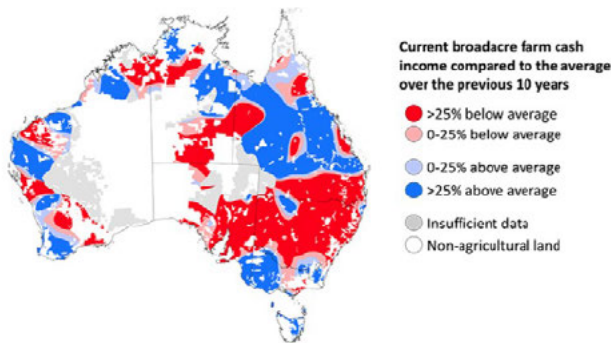 Current broadacre farm cash
income compared to the average
over the previous 10 years
>25% below average
0-25% below average
0-25% above average
>25% above average
Insufficient data
Non-agricultural land